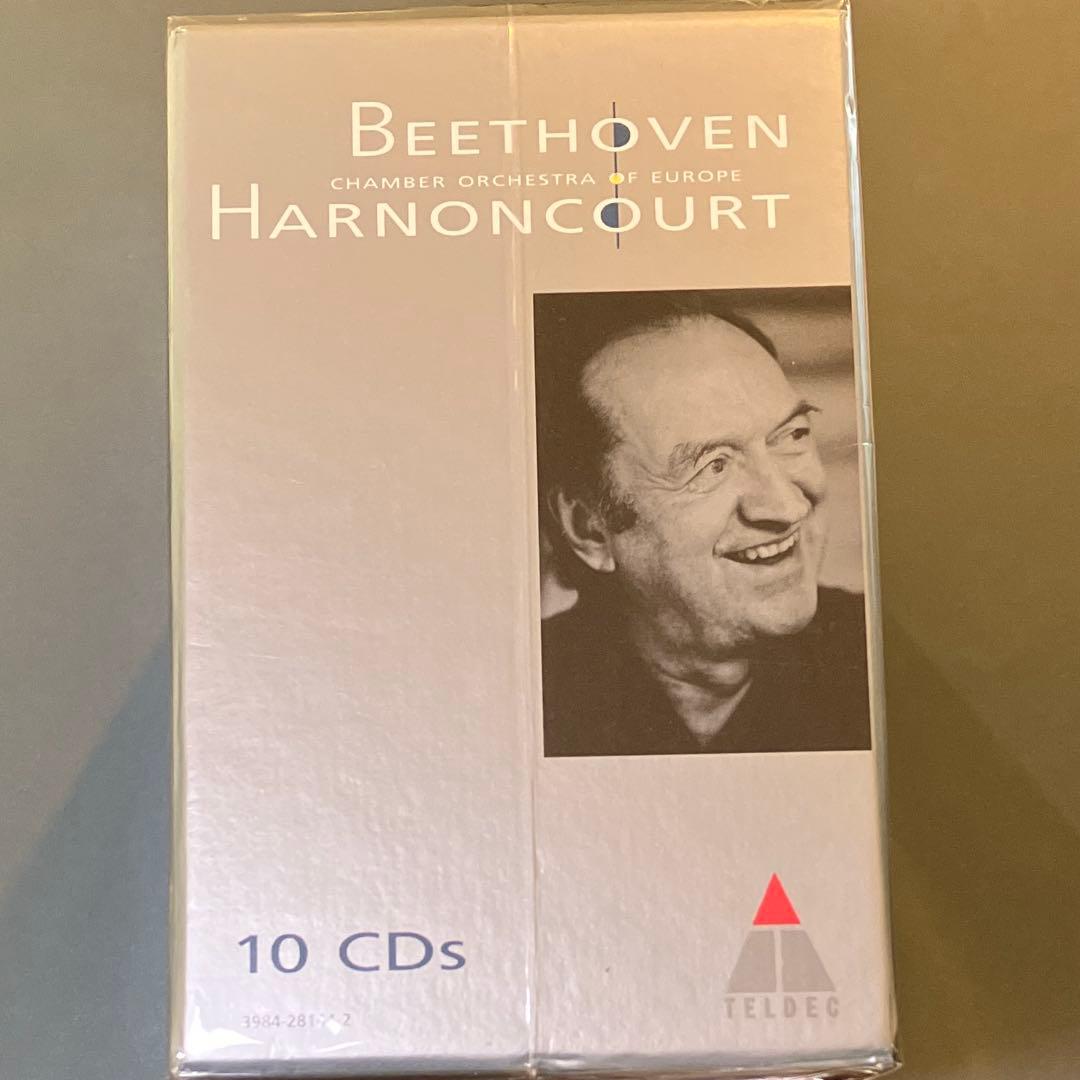 BEETHOVEN
CHAMBER ORCHESTRA OF EUROPE
HARNONCOURT
10 CDs
TELDEC